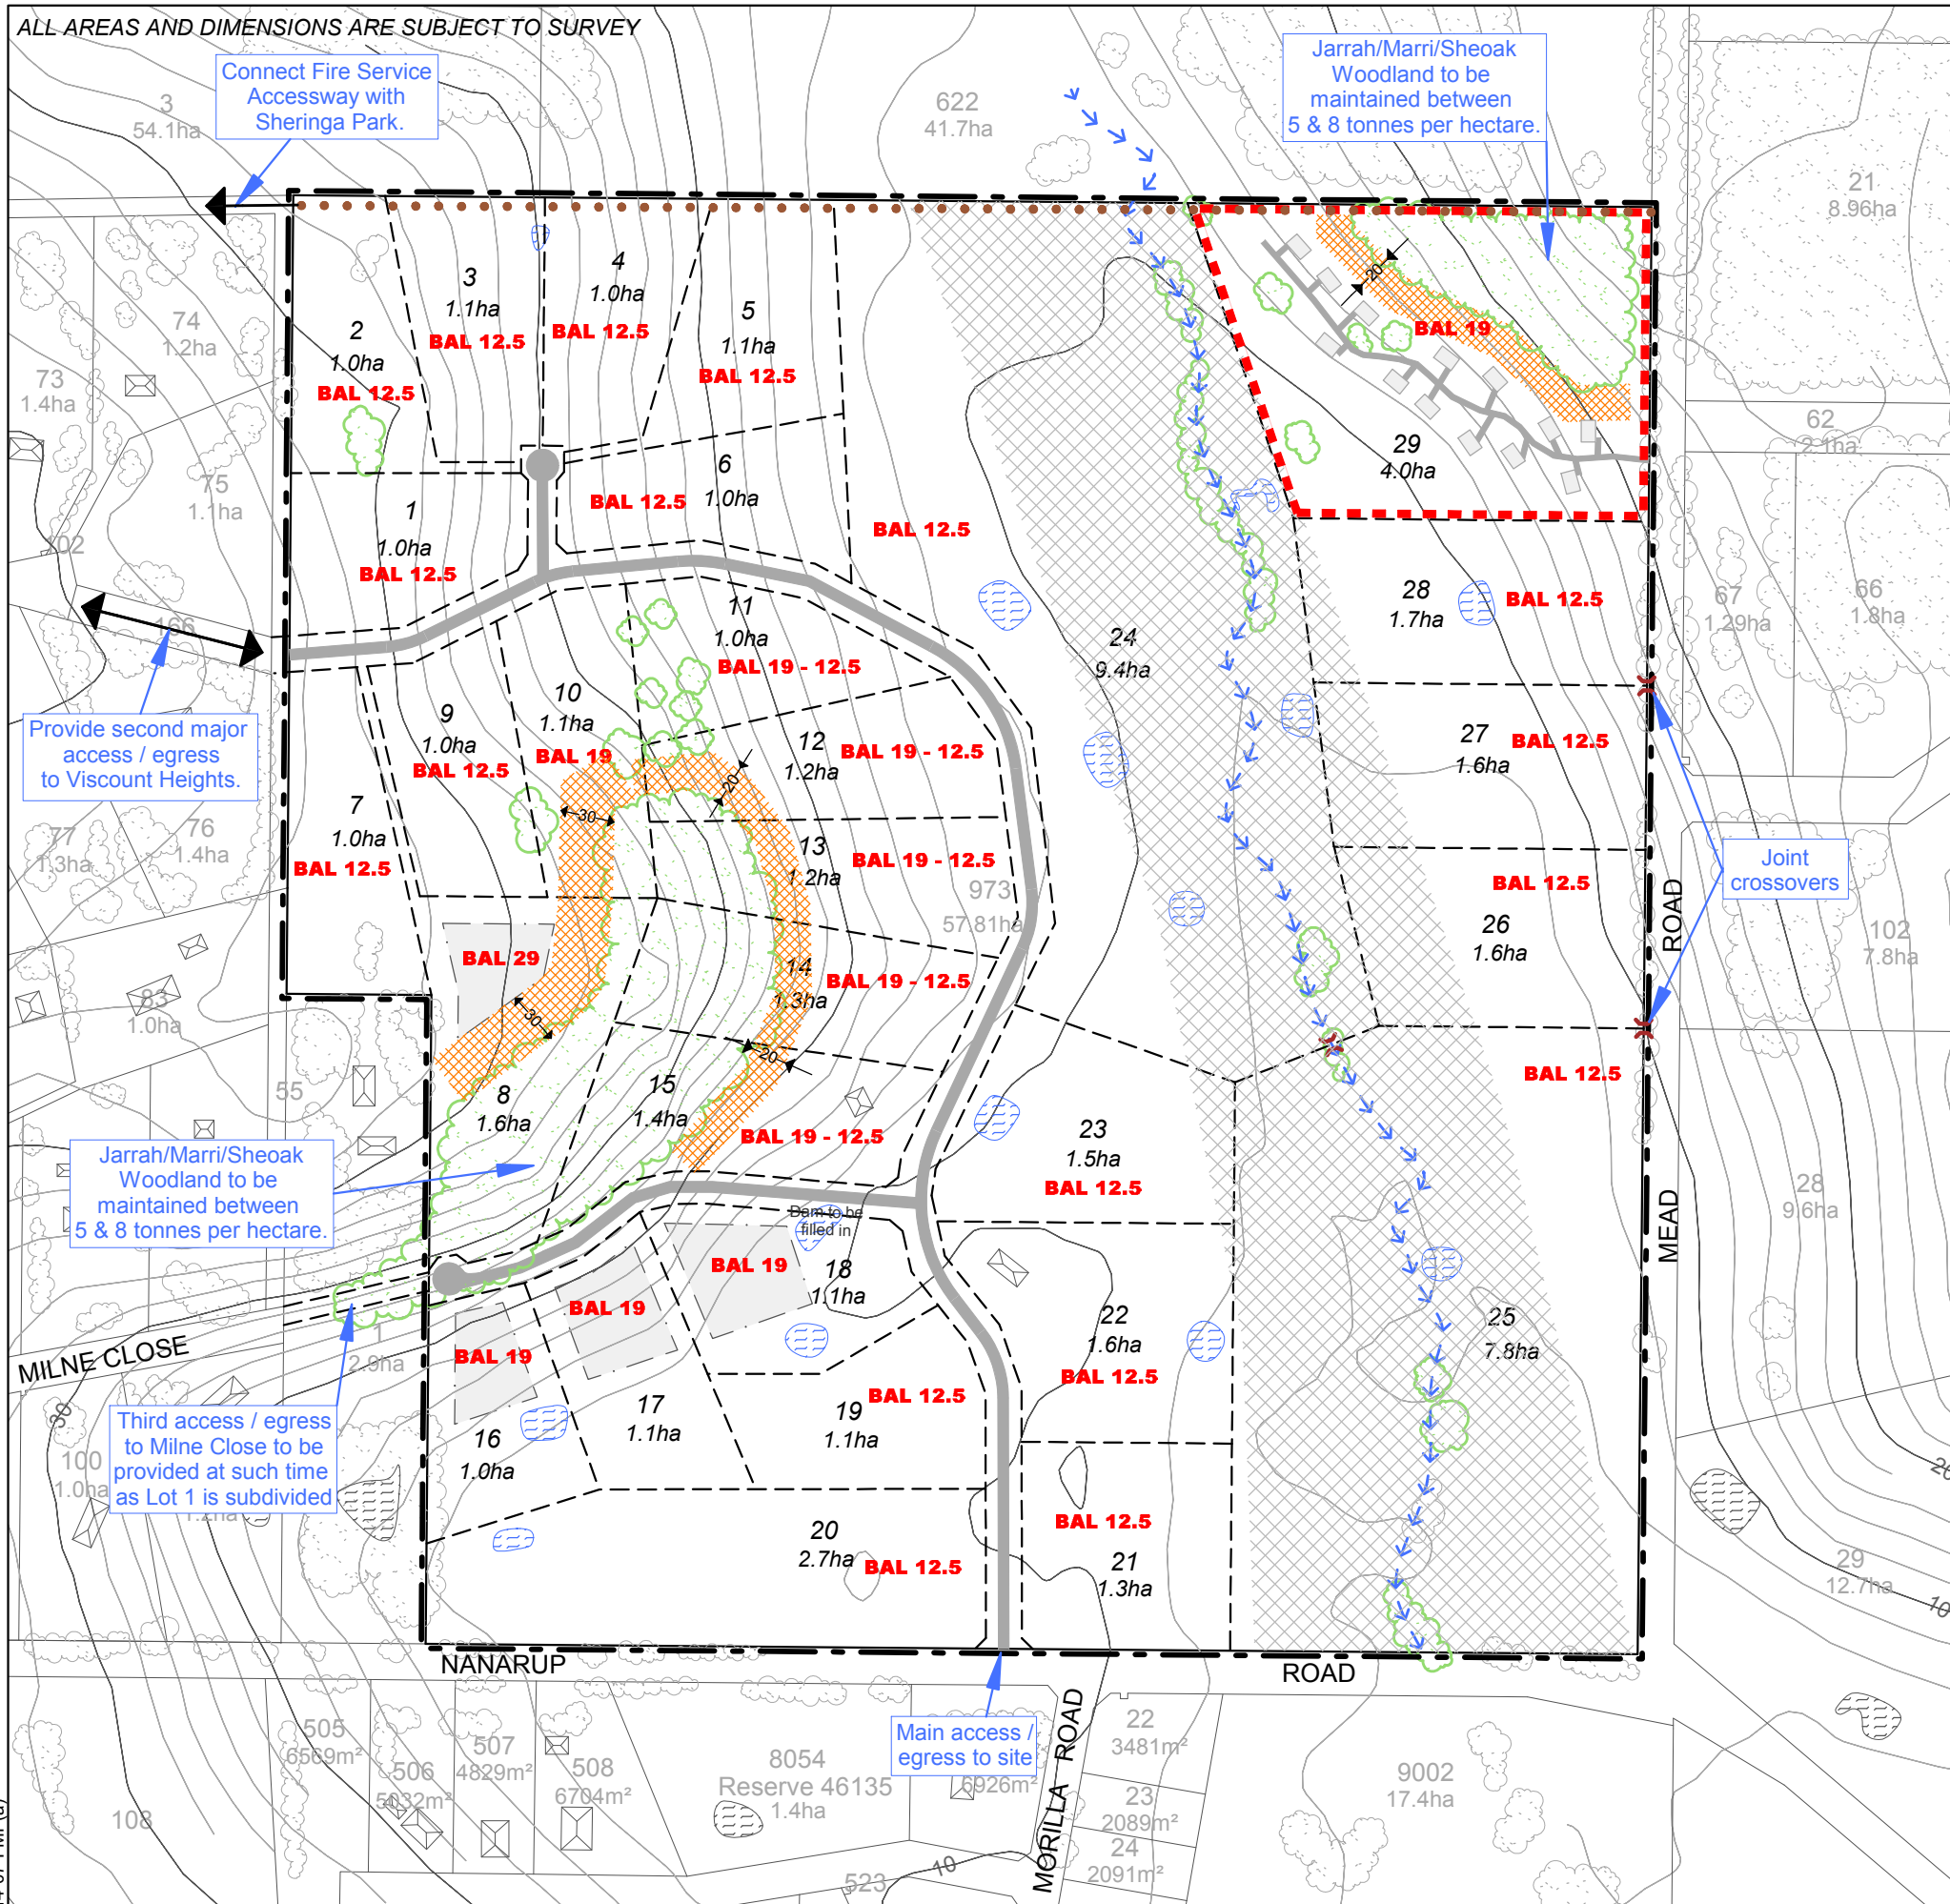 ALL AREAS AND DIMENSIONS ARE SUBJECT TO SURVEY
Connect Fire Service
Accessway with
Sheringa Park.
Jarrah/Marri/Sheoak
Woodland to be
maintained between
5 & 8 tonnes per hectare.
3
54.1ha
622
41.7ha
21
8.96ha
2
1.0ha
BAL 12.5
3
1.1ha
BAL 12.5
4
1.0ha
BAL 12.5
5
1.1ha
BAL 12.5
20
BAL 19
74
1.2ha
73
1.4ha
75
1.1ha
62
2.1ha
29
4.0ha
6
1.0ha
BAL 12.5
BAL 12.5
1
1.0ha
BAL 12.5
102
166
28
1.7ha
BAL 12.5
67
1.29ha
66
1.8ha
11
1.0ha
BAL 19 - 12.5
24
9.4ha
Provide second major
access / egress
to Viscount Heights.
9
1.0ha
BAL 12.5
10
1.1ha
BAL 19
12
1.2ha
BAL 19 - 12.5
20
30
27
1.6ha
BAL 12.5
7
1.0ha
BAL 12.5
77
1.3ha
76
1.4ha
13
1.2ha
BAL 19 - 12.5
973
57.81ha
BAL 12.5
26
1.6ha
Joint
crossovers
ROAD
102
7.8ha
BAL 29
14
1.3ha
BAL 19 - 12.5
83
1.0ha
30
20
55
BAL 12.5
8
1.6ha
15
1.4ha
BAL 19 - 12.5
23
1.5ha
BAL 12.5
Jarrah/Marri/Sheoak
Woodland to be
maintained between
5 & 8 tonnes per hectare.
28
9.6ha
MEAD
Dam to be
filled in
BAL 19
18
1.1ha
BAL 19
BAL 19
22
1.6ha
BAL 12.5
25
7.8ha
MILNE CLOSE
1
2.9ha
30
Third access / egress
to Milne Close to be
provided at such time
as Lot 1 is subdivided
100
1.0ha
1.2ha
16
1.0ha
17
1.1ha
19
1.1ha
BAL 12.5
20
2.7ha
BAL 12.5
BAL 12.5
21
1.3ha
20
29
12.7ha
10
NANARUP
ROAD
Main access /
egress to site
MORILLA ROAD
505
6569m²
506
5032m²
507
4829m²
508
6704m²
8054
Reserve 46135
1.4ha
6926m²
22
3481m²
23
2089m²
24
2091m²
9002
17.4ha
108
523
10